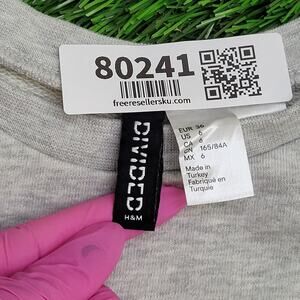 80241
freeresellersku.com
DIVIDED
H&M
EUR 36
US 6
CA 6
CN 165/84A
MX 6
Made in
Turkey
Fabriqué en
Turquie